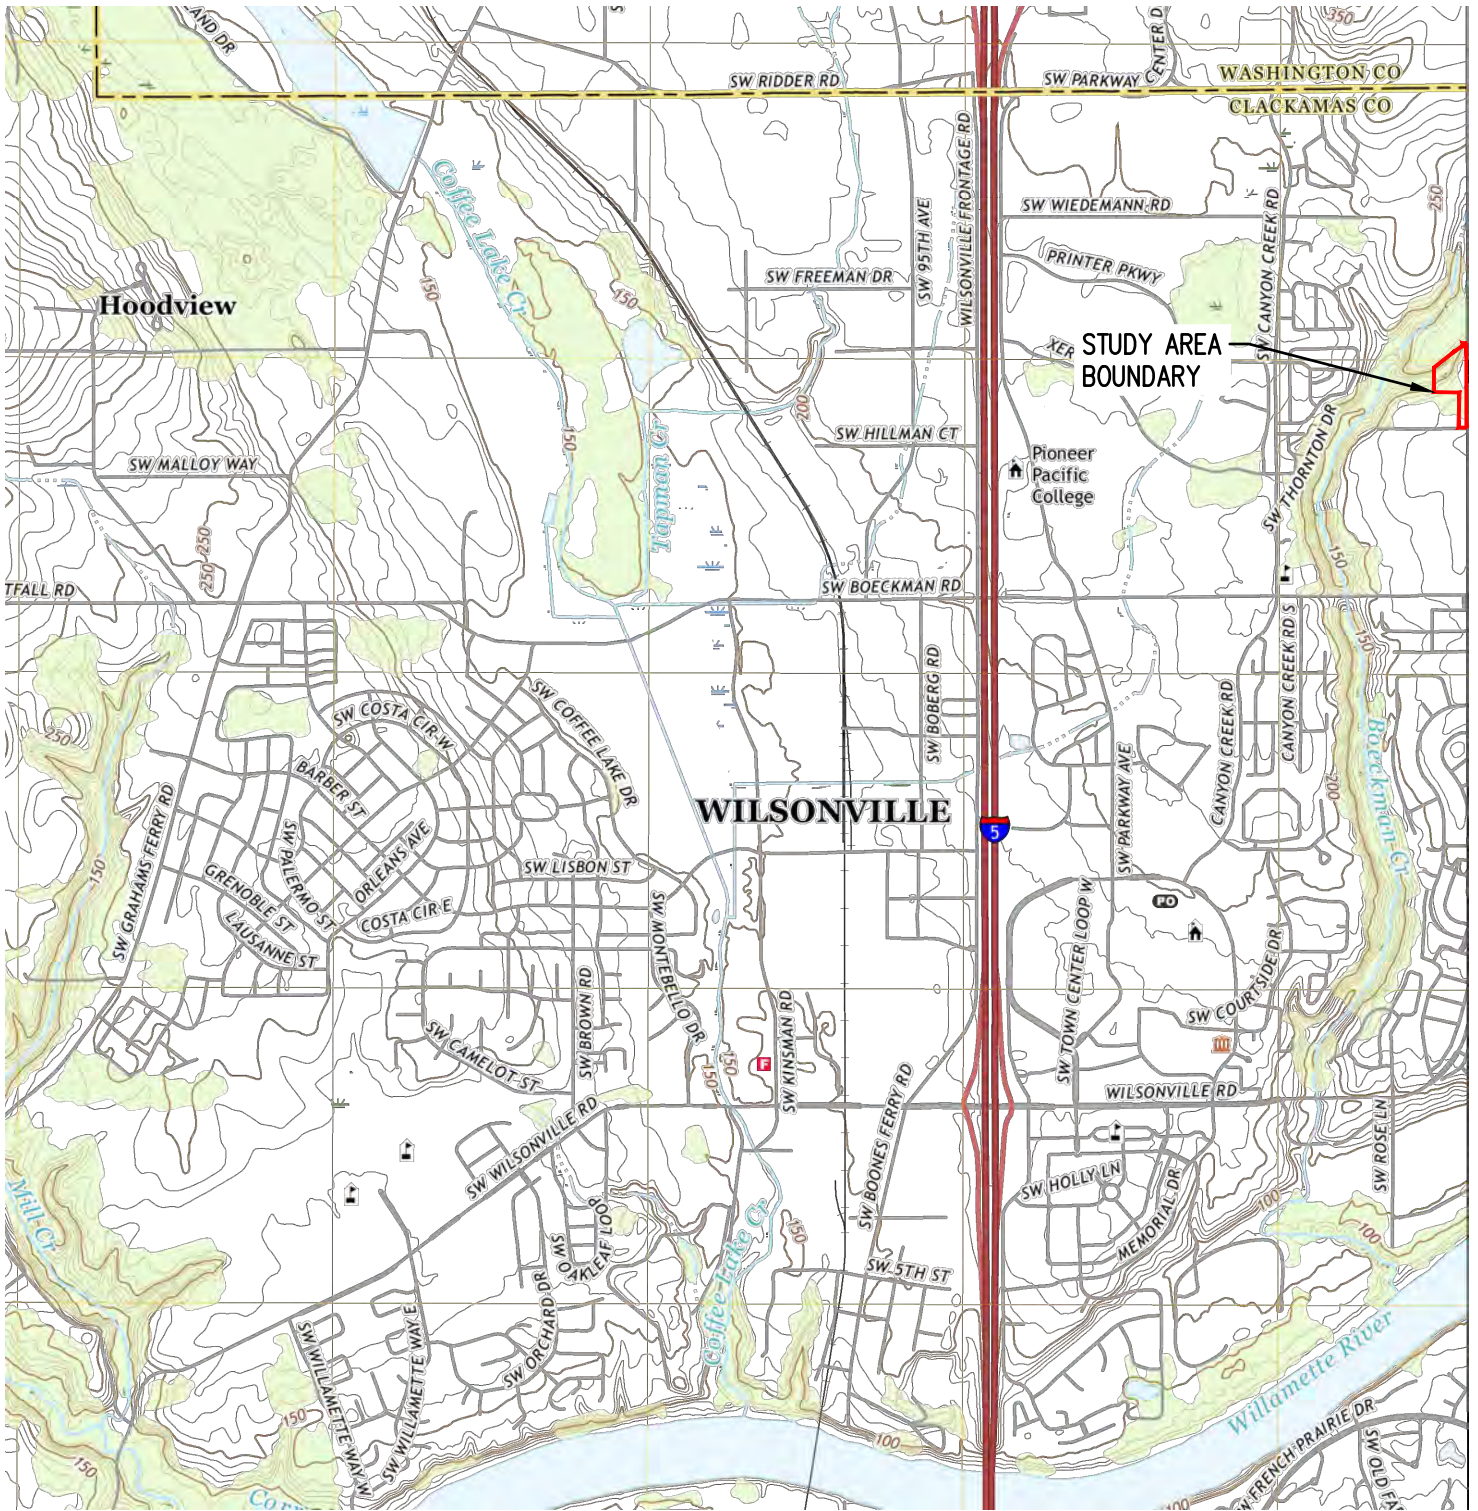 350
AND DR
CENTER D
SW RIDDER RD
SW PARKWAY
WASHINGTON CO
CLACKAMAS CO
WILSONVILLE FRONTAGE RD
Coffee Lake Cr
SW 95TH AVE
SW WIEDEMANN RD
SW CANYON CREEK RD
250
PRINTER PKWY
SW FREEMAN DR
150
150
Hoodview
XER
STUDY AREA
BOUNDARY
200
SW HILLMAN CT
SW THORNTON DR
Pioneer
Pacific
College
150
Tapman Cr
SW MALLOY WAY
250
250
150
TFALL RD
SW BOECKMAN RD
CANYON CREEK RD S
150
SW BOBERG RD
SW COFFEE LAKE DR
SW COSTA CIR W
CANYON CREEK RD
Boeckman Cr
250
BARBER ST
SW PARKWAY AVE
200
WILSONVILLE
5
SW GRAHAMS FERRY RD
SW PALERMO ST
ORLEANS AVE
150
SW LISBON ST
GRENOBLE ST
COSTA CIR E
SW MONTEBELLO DR
SW TOWN CENTER LOOP W
PO
LAUSANNE ST
SW BROWN RD
SW COURTSIDE DR
SW KINSMAN RD
SW CAMELOT ST
150
150
F
SW BOONES FERRY RD
WILSONVILLE RD
SW WILSONVILLE RD
SW ROSE LN
SW HOLLY LN
MEMORIAL DR
Mill Cr
SW OAKLEAF LOOP
Coffee Lake Cr
150
100
100
SW 5TH ST
SW ORCHARD DR
SW WILLAMETTE WAY E
SW WILLAMETTE WAY W
Willamette River
150
150
100
N FRENCH PRAIRIE DR
SW OLD FA
100
Corr